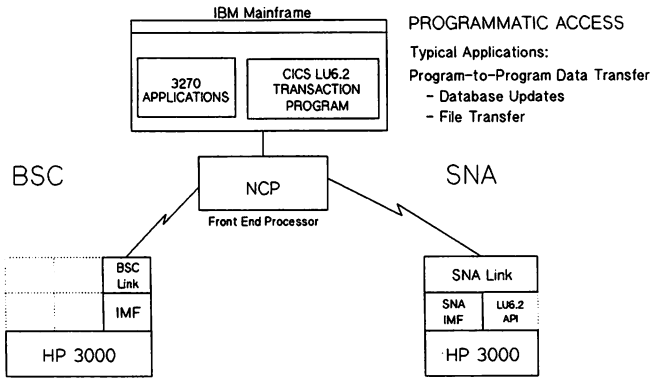 IBM Mainframe
PROGRAMMATIC ACCESS
Typical Applications:
Program-to-Program Data Transfer
- Database Updates
- File Transfer
3270
APPLICATIONS
CICS LU6.2
TRANSACTION
PROGRAM
BSC
SNA
NCP
Front End Processor
BSC
Link
IMF
HP 3000
SNA Link
SNA
IMF
LU6.2
API
HP 3000